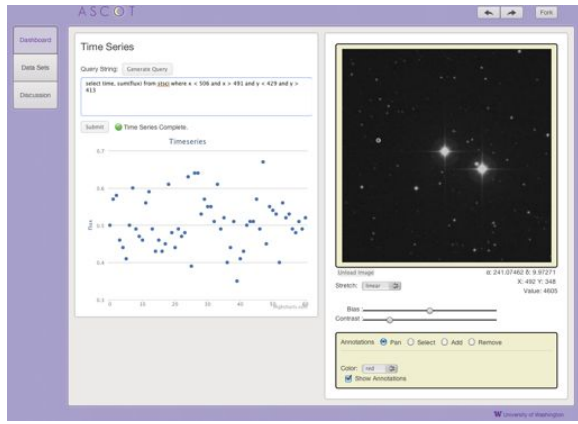 ASCOT
Fork
Dashboard
Data Sets
Discussion
Time Series
Query String: Generate Query
select time, sum(flux) from where x < 506 and x > 491 and y < 429 and y >
413
Submit Time Series Complete.
Timeseries
0.7
0.6
0.5
0.4
0.3
flux
0 10 20 30 40 50 60
Highcharts.com
Unload Image
α: 241.07462 δ: 9.97271
X: 492 Y: 348
Value: 4605
Stretch: linear
Bias
Contrast
Annotations Pan Select Add Remove
Color: red
Show Annotations
W University of Washington